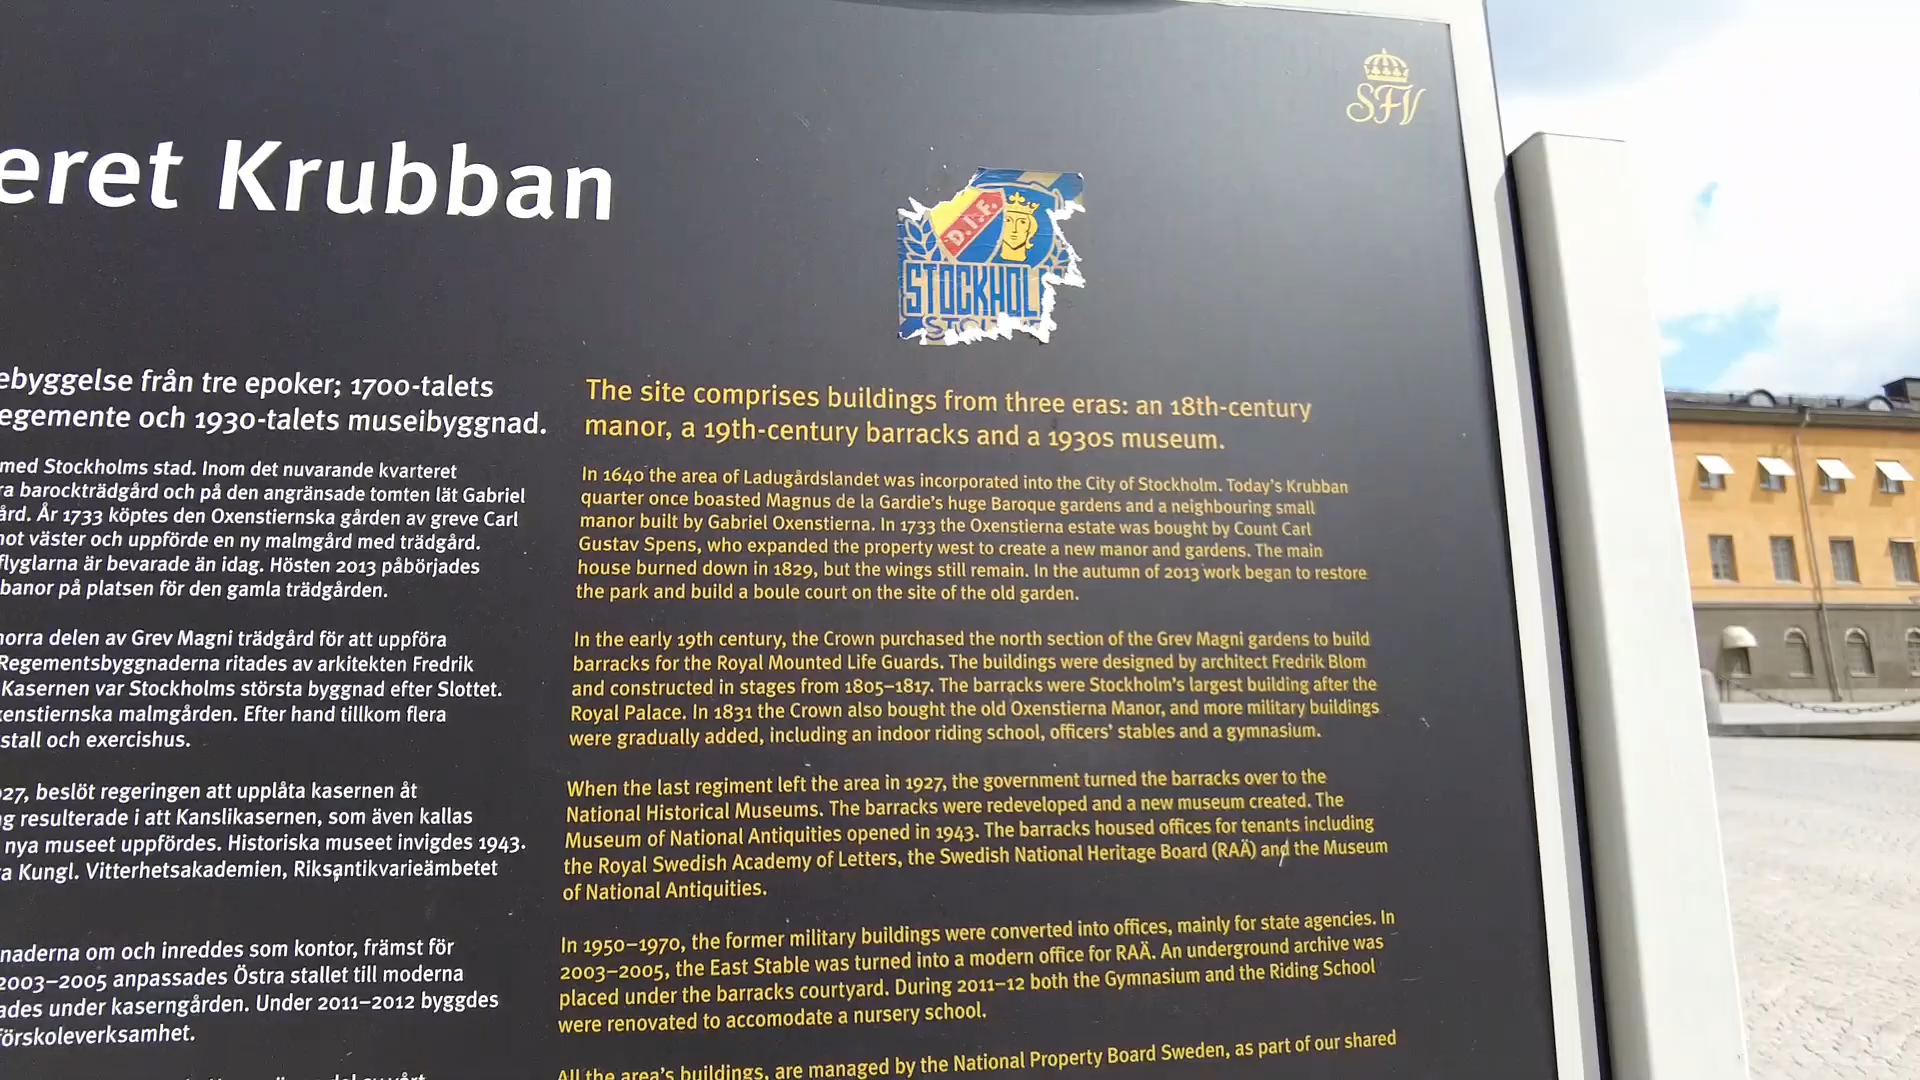 SFV
Krubban
D.I.F.
STOCKHOL
från tre epoker; 1700-talets
och 1930-talets museibyggnad.
med Stockholms stad. Inom det nuvarande kvarteret
barockträdgård och på den angränsade tomten lät Gabriel
År 1733 köptes den Oxenstiernska gården av greve Carl
väster och uppförde en ny malmgård med trädgård.
flyglarna är bevarade än idag. Hösten 2013 påbörjades
på platsen för den gamla trädgården.
delen av Grev Magni trädgård för att uppföra
Regementsbyggnaderna ritades av arkitekten Fredrik
Kasernen var Stockholms största byggnad efter Slottet.
malmgården. Efter hand tillkom flera
stall och exercishus.
beslöt regeringen att upplåta kasernen åt
resulterade i att Kanslikasernen, som även kallas
nya museet uppfördes. Historiska museet invigdes 1943.
Kungl. Vitterhetsakademien, Riksantikvarieämbetet
om och inreddes som kontor, främst för
2003–2005 anpassades Östra stallet till moderna
under kaserngården. Under 2011–2012 byggdes
förskoleverksamhet.
The site comprises buildings from three eras: an 18th-century
manor, a 19th-century barracks and a 1930s museum.
In 1640 the area of Ladugårdslandet was incorporated into the City of Stockholm. Today's Krubban
quarter once boasted Magnus de la Gardie's huge Baroque gardens and a neighbouring small
manor built by Gabriel Oxenstierna. In 1733 the Oxenstierna estate was bought by Count Carl
Gustav Spens, who expanded the property west to create a new manor and gardens. The main
house burned down in 1829, but the wings still remain. In the autumn of 2013 work began to restore
the park and build a boule court on the site of the old garden.
In the early 19th century, the Crown purchased the north section of the Grev Magni gardens to build
barracks for the Royal Mounted Life Guards. The buildings were designed by architect Fredrik Blom
and constructed in stages from 1805–1817. The barracks were Stockholm's largest building after the
Royal Palace. In 1831 the Crown also bought the old Oxenstierna Manor, and more military buildings
were gradually added, including an indoor riding school, officers' stables and a gymnasium.
When the last regiment left the area in 1927, the government turned the barracks over to the
National Historical Museums. The barracks were redeveloped and a new museum created. The
Museum of National Antiquities opened in 1943. The barracks housed offices for tenants including
the Royal Swedish Academy of Letters, the Swedish National Heritage Board (RAÄ) and the Museum
of National Antiquities.
In 1950–1970, the former military buildings were converted into offices, mainly for state agencies. In
2003–2005, the East Stable was turned into a modern office for RAÄ. An underground archive was
placed under the barracks courtyard. During 2011–12 both the Gymnasium and the Riding School
were renovated to accomodate a nursery school.
All the area's buildings, are managed by the National Property Board Sweden, as part of our shared